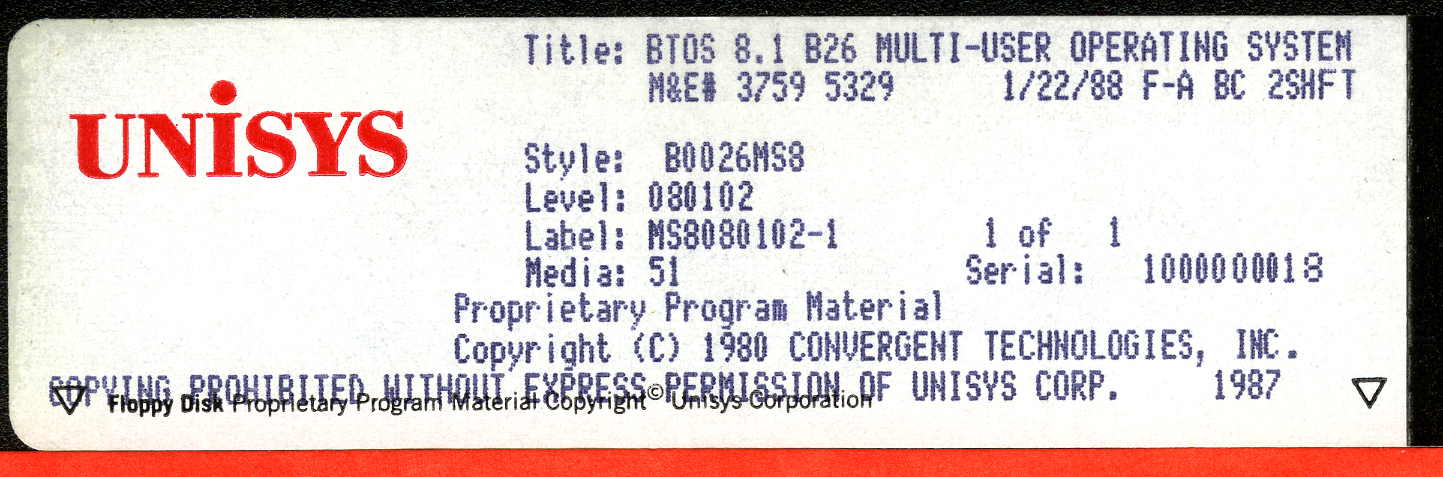 Title: BTOS 8.1 B26 MULTI-USER OPERATING SYSTEM
M&E# 3759 5329 1/22/88 F-A BC 2SHFT
UNiSYS
Style: B0026MS8
Level: 080102
Label: MS8080102-1 1 of 1
Media: 51 Serial: 1000000018
Proprietary Program Material
Copyright (C) 1980 CONVERGENT TECHNOLOGIES, INC.
COPYING PROHIBITED WITHOUT EXPRESS PERMISSION OF UNISYS CORP. 1987
Floppy Disk Proprietary Program Material Copyright© Unisys Corporation